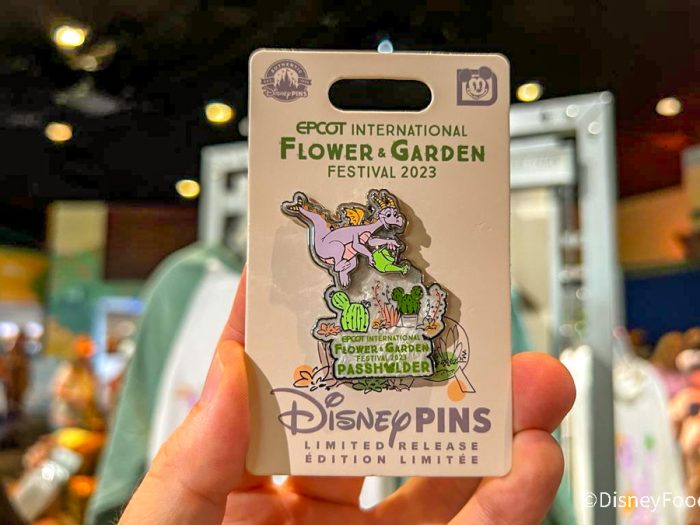 AUTHENTIC
Disney PINS
EPCOT INTERNATIONAL
FLOWER & GARDEN
FESTIVAL 2023
EPCOT INTERNATIONAL
FLOWER & GARDEN
FESTIVAL 2023
PASSHOLDER
Disney PINS
LIMITED RELEASE
ÉDITION LIMITÉE
©DisneyFoo